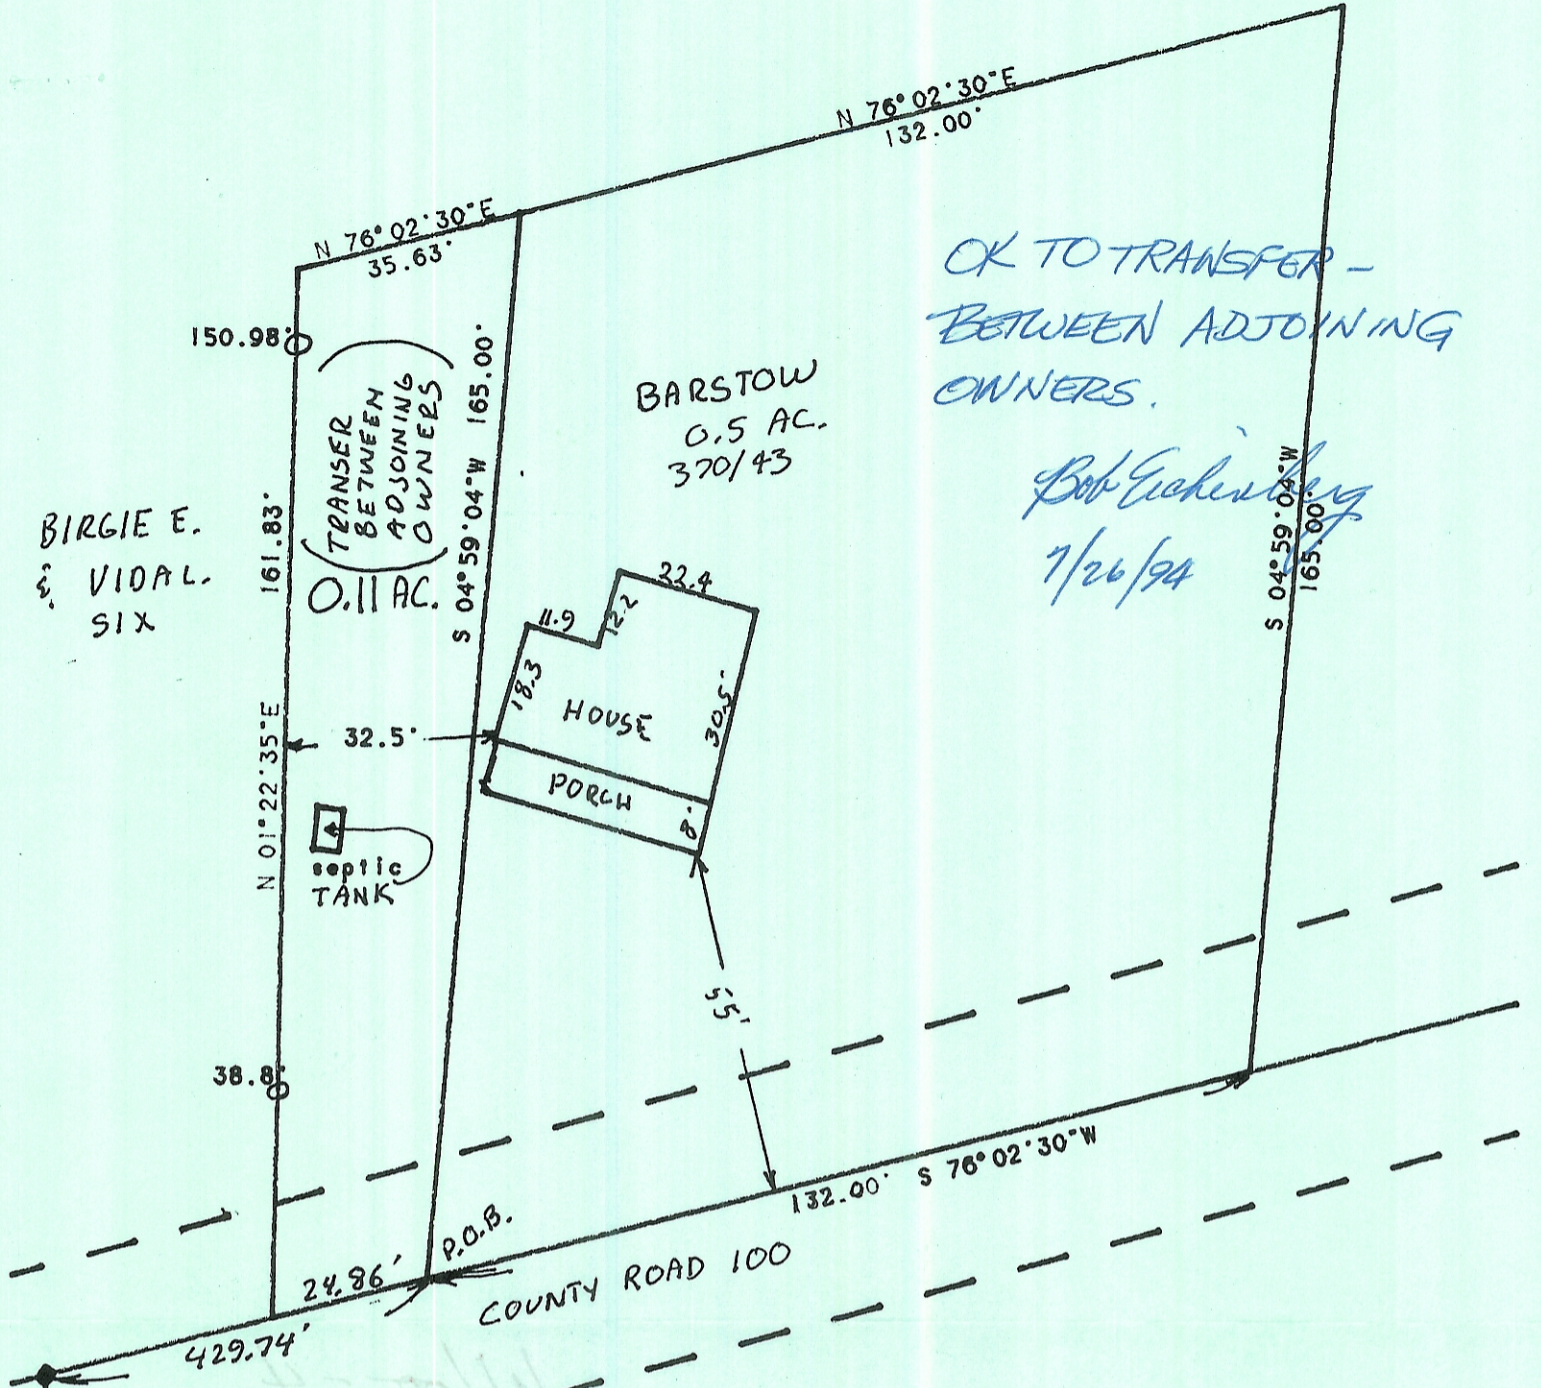 N 76°02'30"E
132.00'
N 76°02'30"E
35.63'
OK TO TRANSFER –
BETWEEN ADJOINING
OWNERS.
Bob Eichenberg
7/26/94
150.98'
(TRANSER
BETWEEN
ADJOINING
OWNERS)
0.11 AC.
S 04°59'04"W 165.00'
BARSTOW
0.5 AC.
370/43
S 04°59'04"W
165.00'
BIRGIE E.
& VIDAL.
SIX
N 01°22'35"E 161.83'
22.4
11.9
12.2
18.3
HOUSE
30.5'
32.5'
PORCH
8'
septic
TANK
55'
38.8'
132.00' S 76°02'30"W
P.O.B.
24.86'
COUNTY ROAD 100
429.74'